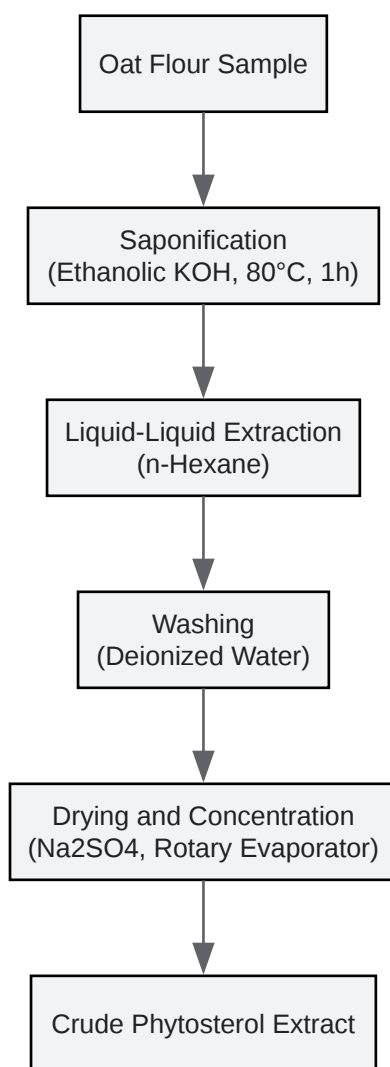 Oat Flour Sample
Saponification
(Ethanolic KOH, 80°C, 1h)
Liquid-Liquid Extraction
(n-Hexane)
Washing
(Deionized Water)
Drying and Concentration
(Na2SO4, Rotary Evaporator)
Crude Phytosterol Extract